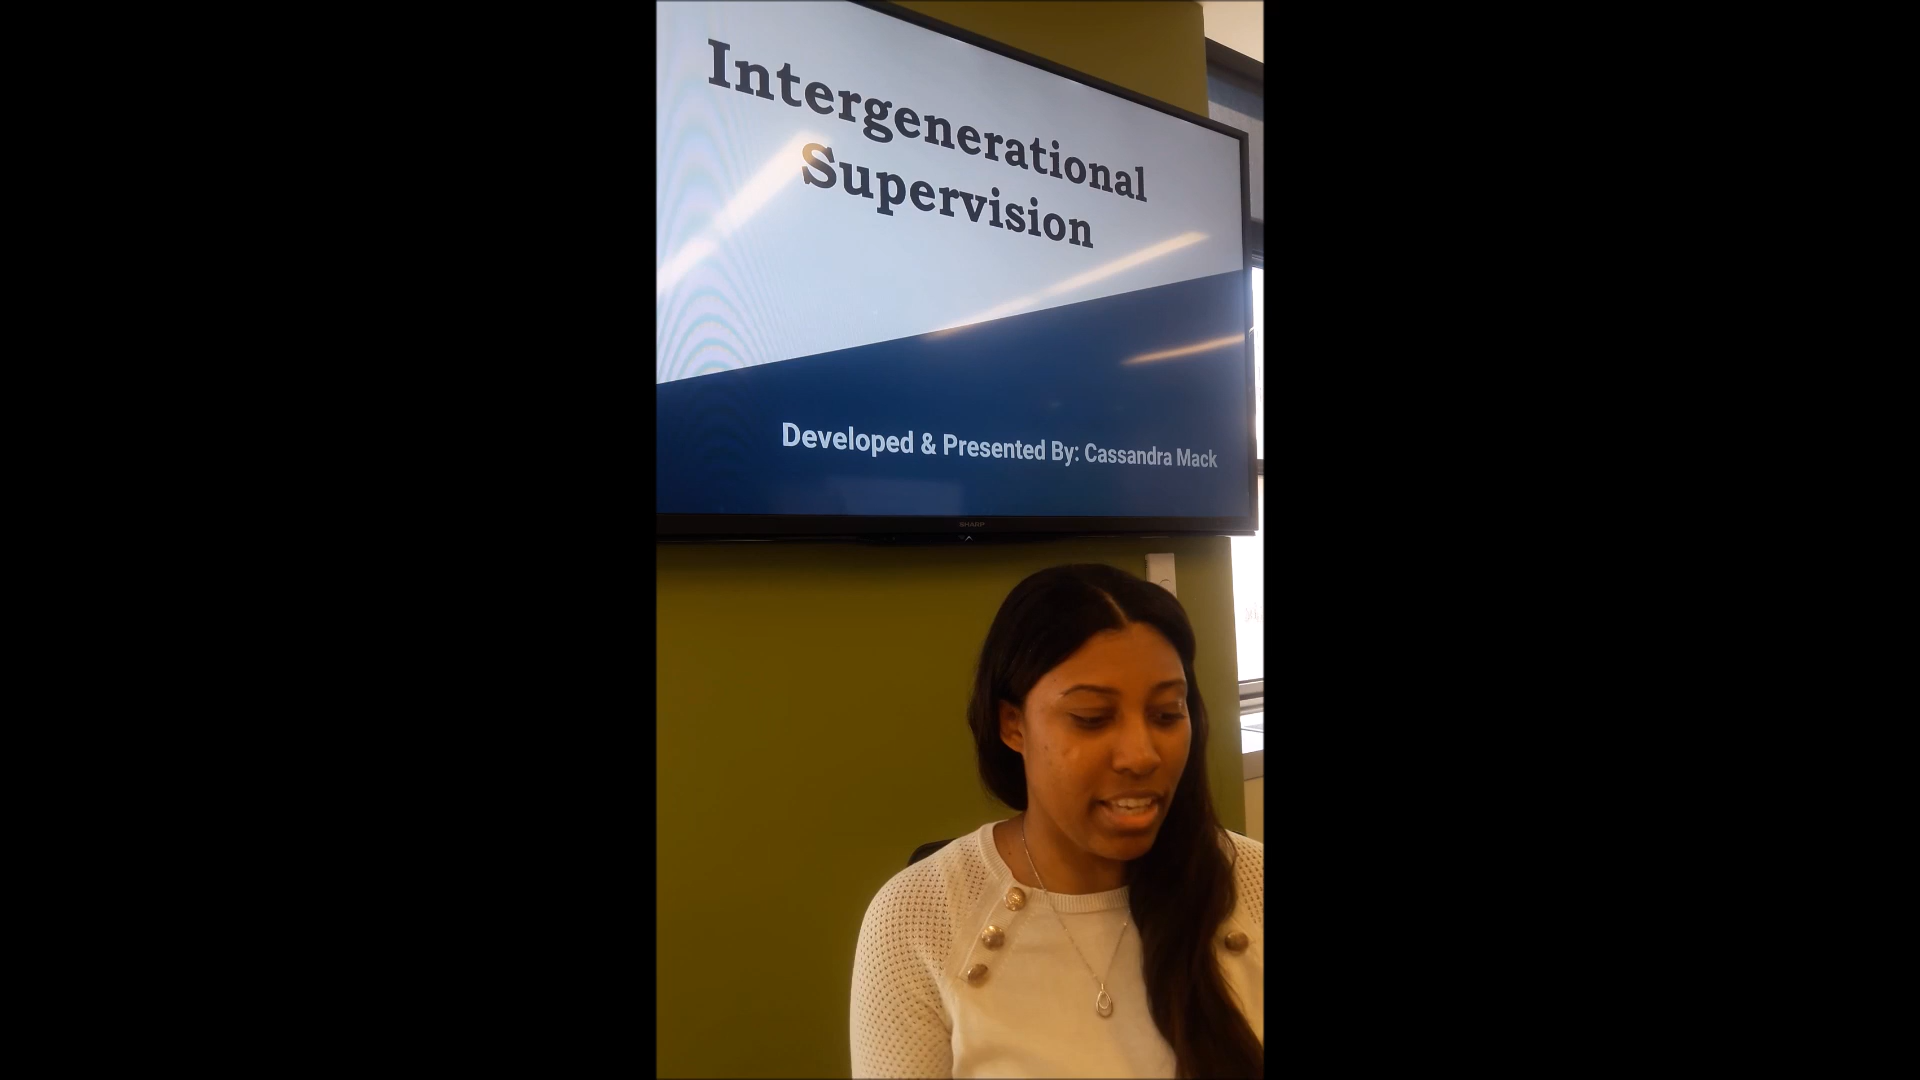 Intergenerational
Supervision
Developed & Presented By: Cassandra Mack
SHARP